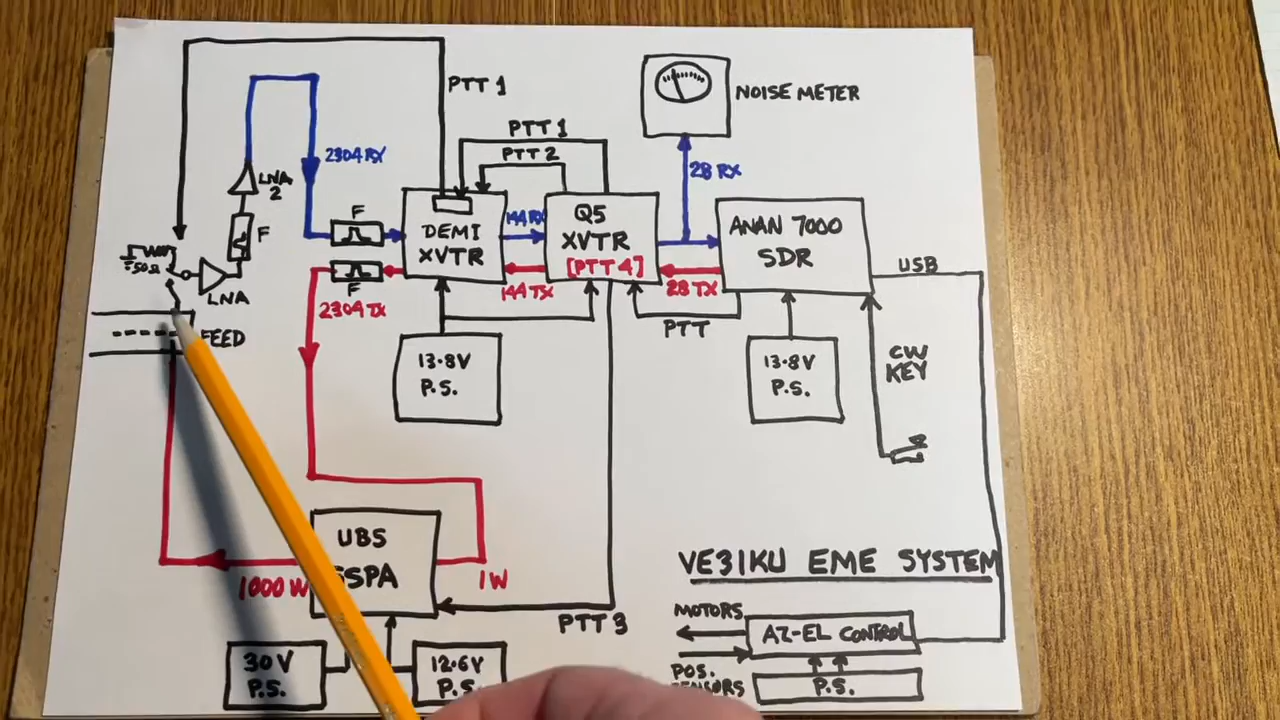 PTT 1
NOISE METER
PTT 1
PTT 2
2304 RX
LNA
2
28 RX
F
F
DEMI
XVTR
144 RX
Q5
XVTR
[PTT 4]
ANAN 7000
SDR
50Ω
LNA
F
2304 TX
144 TX
28 TX
USB
PTT
FEED
13.8V
P.S.
13.8V
P.S.
CW
KEY
UBS
SSPA
1000 W
1W
VE3IKU EME SYSTEM
PTT 3
MOTORS
AZ-EL CONTROL
POS.
SENSORS
P.S.
30V
P.S.
12.6V
P.S.